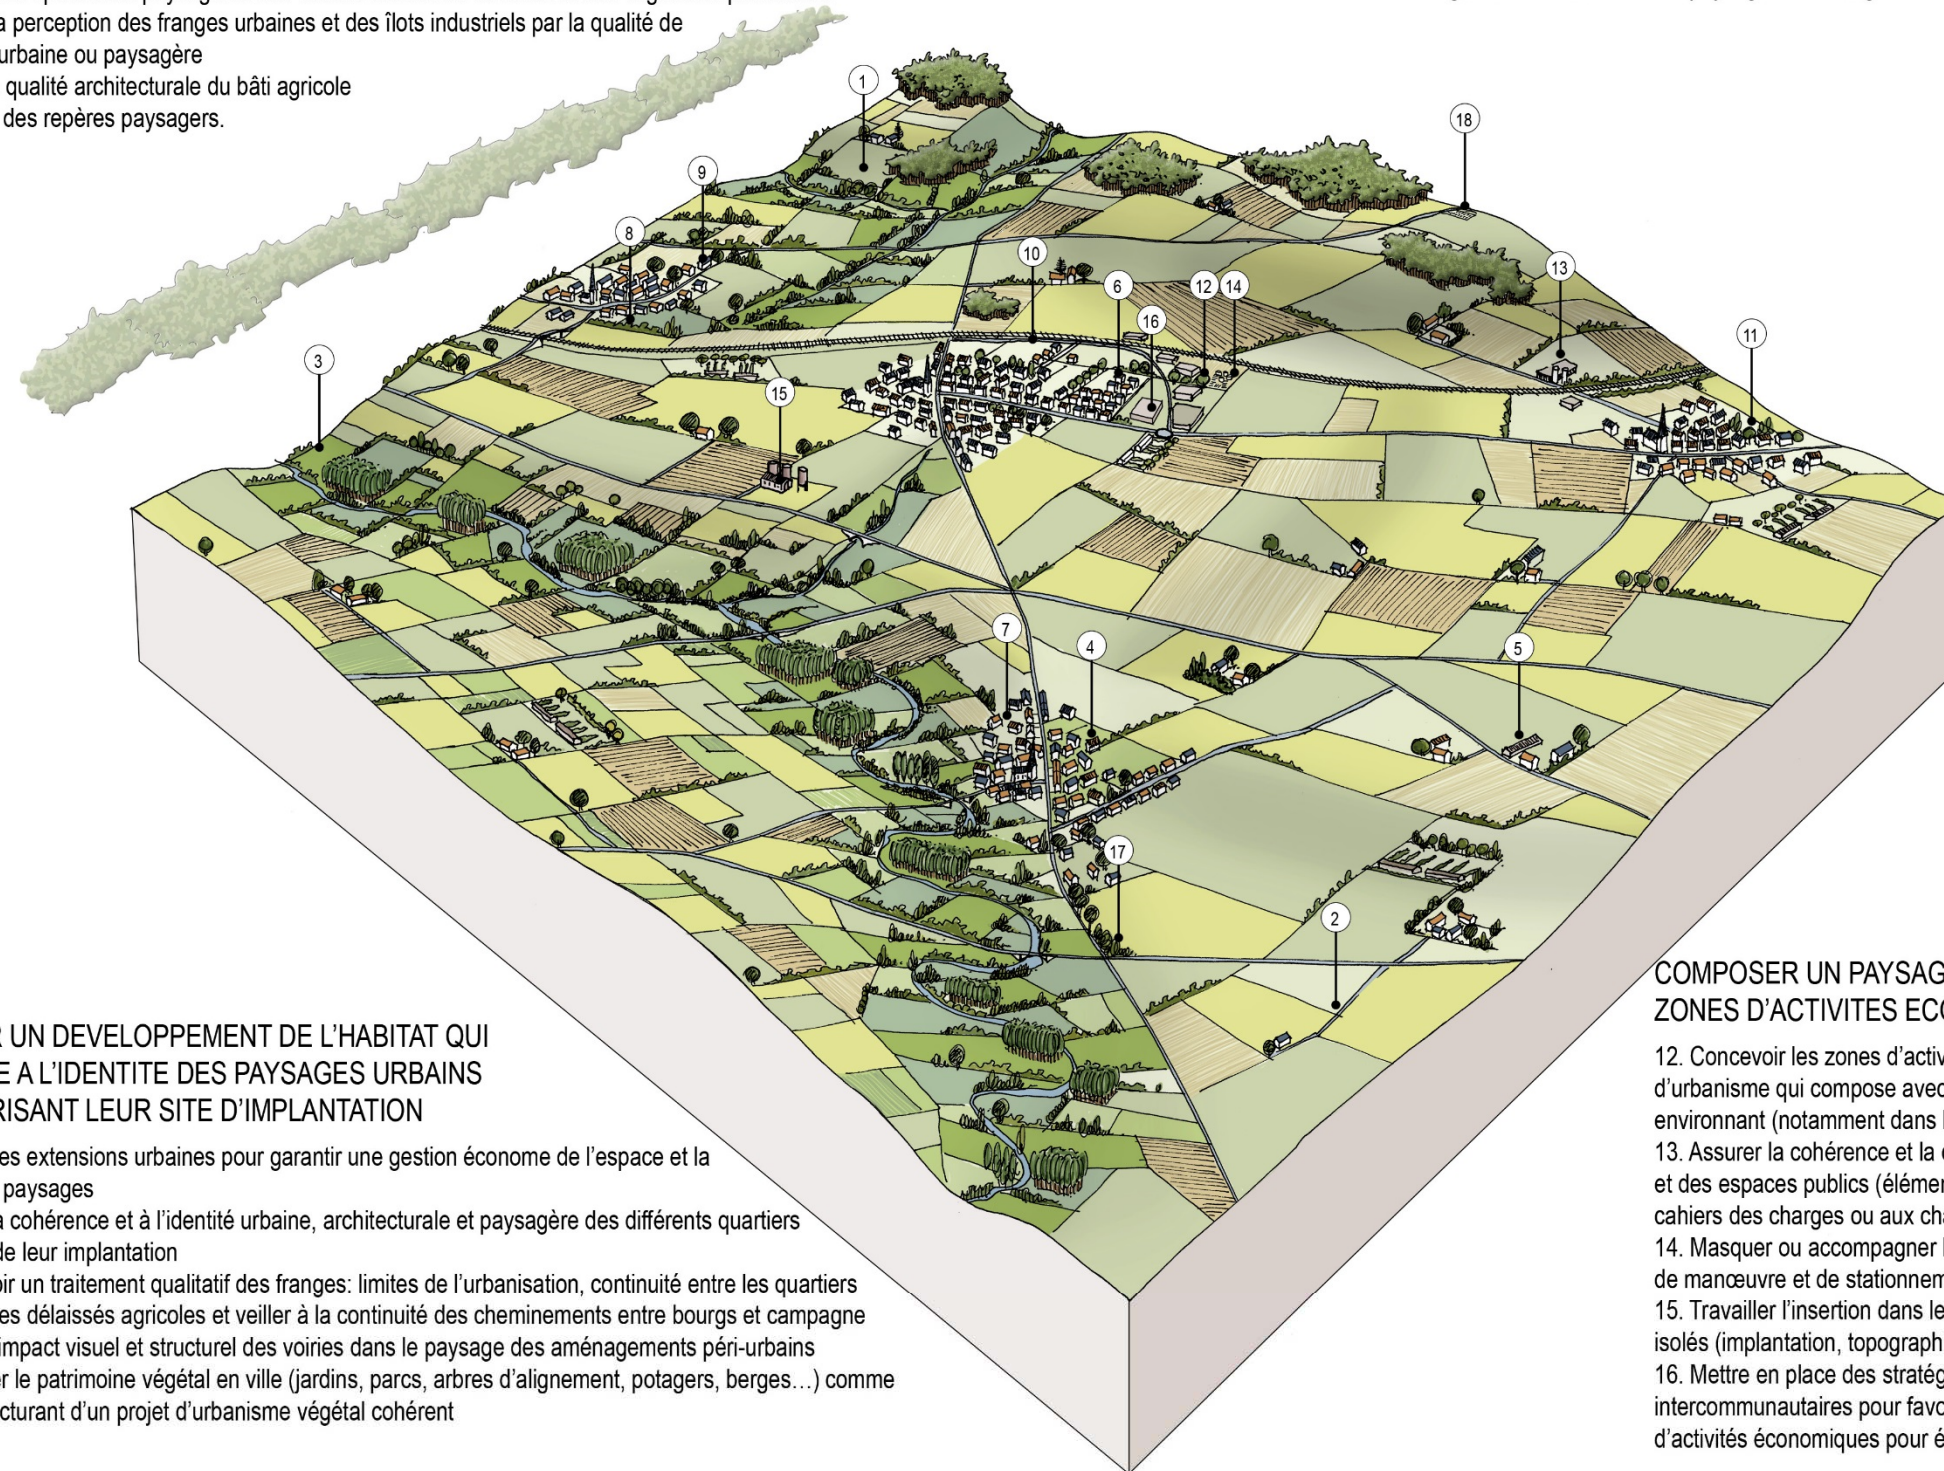 a perception des franges urbaines et des îlots industriels par la qualité de
urbaine ou paysagère
qualité architecturale du bâti agricole
des repères paysagers.
1
18
9
8
10
6
12
14
13
16
11
3
15
7
4
5
17
2
R UN DEVELOPPEMENT DE L'HABITAT QUI
E A L'IDENTITE DES PAYSAGES URBAINS
RISANT LEUR SITE D'IMPLANTATION
es extensions urbaines pour garantir une gestion économe de l'espace et la
paysages
a cohérence et à l'identité urbaine, architecturale et paysagère des différents quartiers
de leur implantation
oir un traitement qualitatif des franges: limites de l'urbanisation, continuité entre les quartiers
es délaissés agricoles et veiller à la continuité des cheminements entre bourgs et campagne
impact visuel et structurel des voiries dans le paysage des aménagements péri-urbains
er le patrimoine végétal en ville (jardins, parcs, arbres d'alignement, potagers, berges…) comme
cturant d'un projet d'urbanisme végétal cohérent
COMPOSER UN PAYSAG
ZONES D'ACTIVITES ECO
12. Concevoir les zones d'activ
d'urbanisme qui compose avec
environnant (notamment dans l
13. Assurer la cohérence et la
et des espaces publics (élémen
cahiers des charges ou aux cha
14. Masquer ou accompagner l
de manœuvre et de stationnem
15. Travailler l'insertion dans le
isolés (implantation, topograph
16. Mettre en place des stratég
intercommunautaires pour favo
d'activités économiques pour é